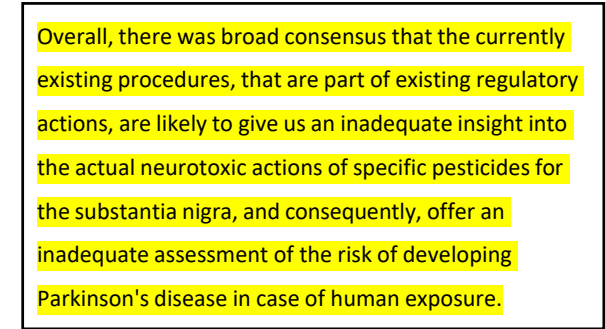 Overall, there was broad consensus that the currently
existing procedures, that are part of existing regulatory
actions, are likely to give us an inadequate insight into
the actual neurotoxic actions of specific pesticides for
the substantia nigra, and consequently, offer an
inadequate assessment of the risk of developing
Parkinson's disease in case of human exposure.